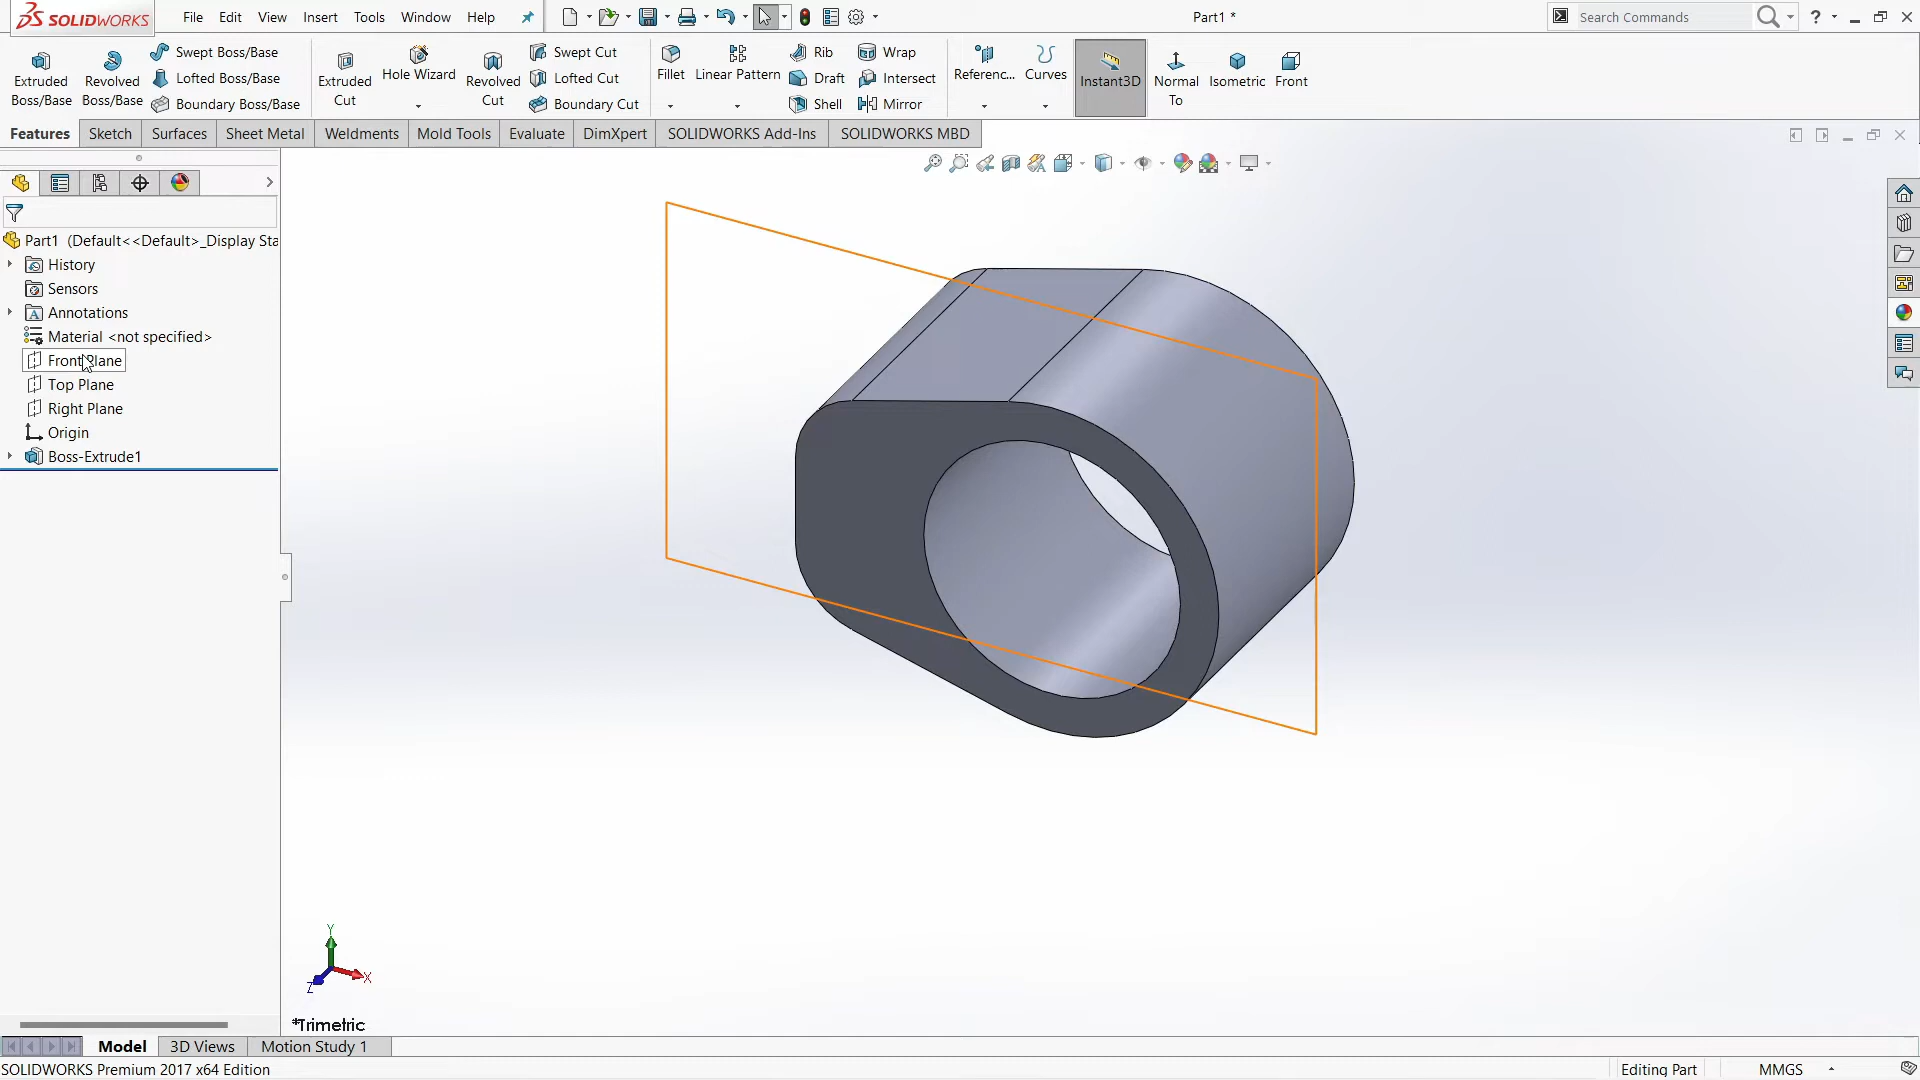 SOLIDWORKS File Edit View Insert Tools Window Help Part1 * Search Commands ?
Extruded Boss/Base
Revolved Boss/Base
Swept Boss/Base
Lofted Boss/Base
Boundary Boss/Base
Extruded Cut
Hole Wizard
Revolved Cut
Swept Cut
Lofted Cut
Boundary Cut
Fillet
Linear Pattern
Rib
Draft
Shell
Wrap
Intersect
Mirror
Referenc...
Curves
Instant3D
Normal To
Isometric
Front
Features Sketch Surfaces Sheet Metal Weldments Mold Tools Evaluate DimXpert SOLIDWORKS Add-Ins SOLIDWORKS MBD
Part1 (Default<<Default>_Display Sta
History
Sensors
A Annotations
Material <not specified>
Front Plane
Top Plane
Right Plane
Origin
Boss-Extrude1
Y
X
Z
*Trimetric
Model 3D Views Motion Study 1
SOLIDWORKS Premium 2017 x64 Edition Editing Part MMGS